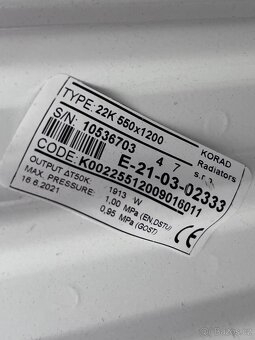 TYPE: 22K 550x1200
S/N: 10536703 4 7
KORAD
Radiators
s.r.o.
E-21-03-02333
CODE: K00225512009016011
OUTPUT ΔT50K: 1913 W
MAX. PRESSURE: 1,00 MPa (EN,DSTU)
16.6.2021 0,95 MPa (GOST)
CE